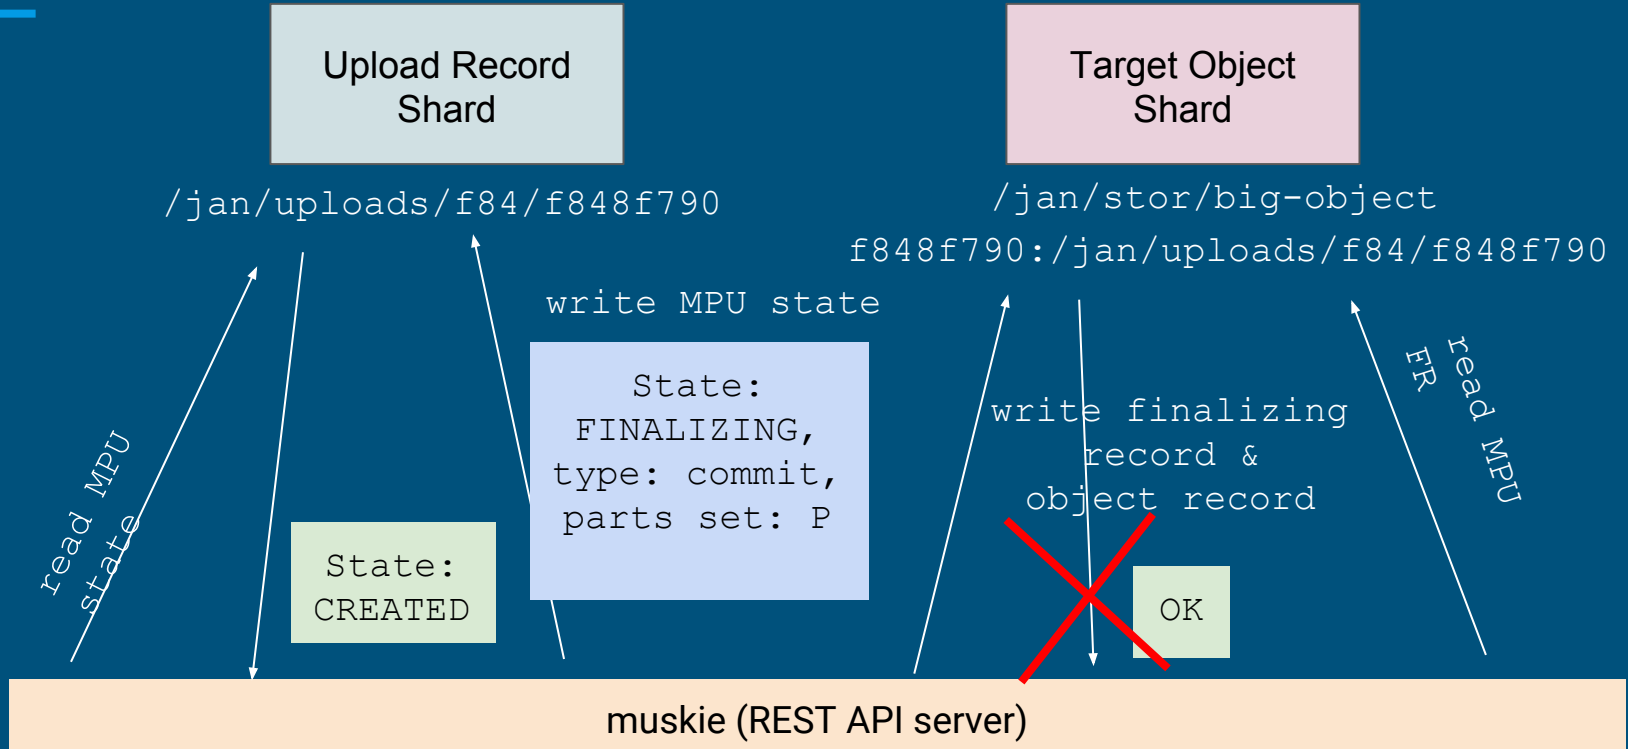 Upload Record
Shard
Target Object
Shard
/jan/uploads/f84/f848f790
/jan/stor/big-object
f848f790:/jan/uploads/f84/f848f790
write MPU state
State:
FINALIZING,
type: commit,
parts set: P
read MPU
state
State:
CREATED
write finalizing
record &
object record
OK
read MPU
FR
muskie (REST API server)